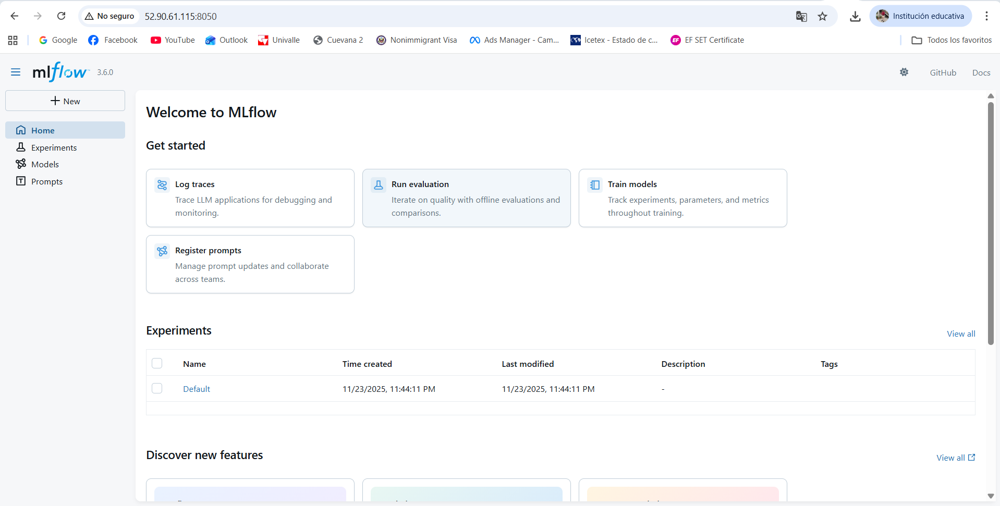 No seguro
52.90.61.115:8050
Institución educativa
Google
Facebook
YouTube
Outlook
Univalle
Cuevana 2
Nonimmigrant Visa
Ads Manager - Cam...
Icetex - Estado de c...
EF SET Certificate
Todos los favoritos
mlflow™ 3.6.0
GitHub
Docs
New
Home
Experiments
Models
Prompts
Welcome to MLflow
Get started
Log traces
Trace LLM applications for debugging and
monitoring.
Run evaluation
Iterate on quality with offline evaluations and
comparisons.
Train models
Track experiments, parameters, and metrics
throughout training.
Register prompts
Manage prompt updates and collaborate
across teams.
Experiments
View all
Name Time created Last modified Description Tags
Default 11/23/2025, 11:44:11 PM 11/23/2025, 11:44:11 PM -
Discover new features
View all